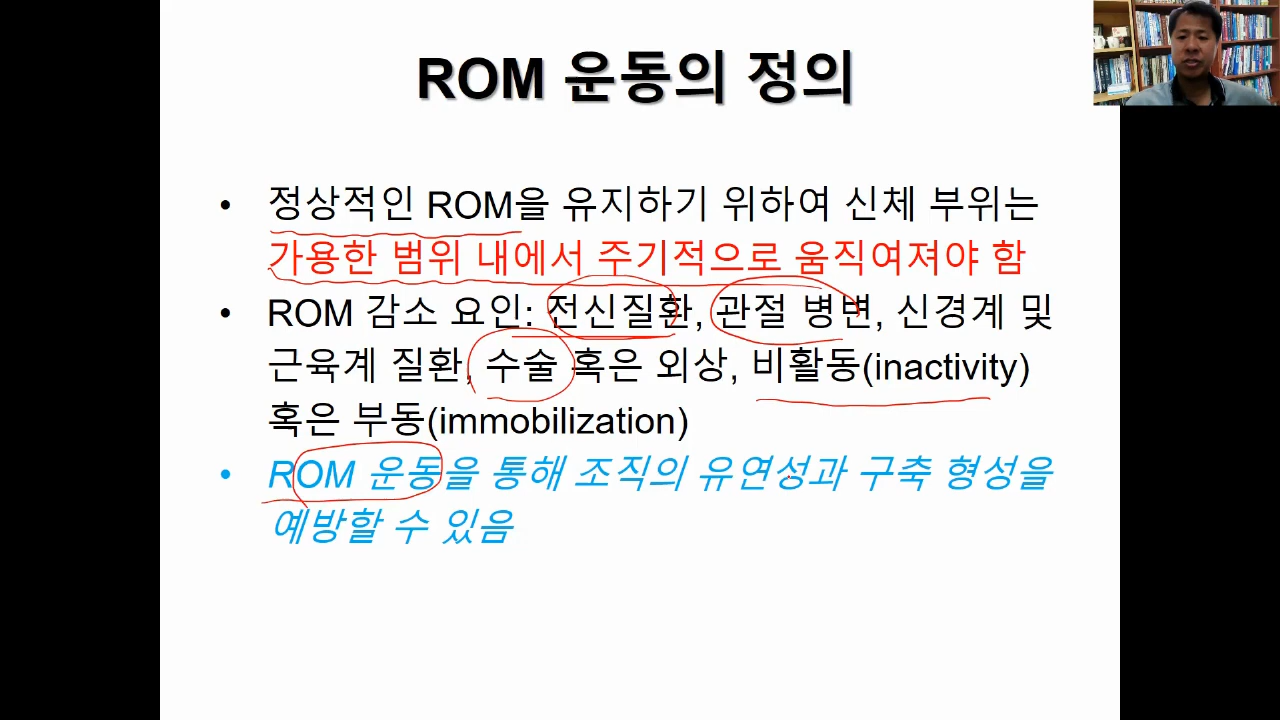 ROM 운동의 정의
• 정상적인 ROM을 유지하기 위하여 신체 부위는
가용한 범위 내에서 주기적으로 움직여져야 함
• ROM 감소 요인: 전신질환, 관절 병변, 신경계 및
근육계 질환, 수술 혹은 외상, 비활동(inactivity)
혹은 부동(immobilization)
• ROM 운동을 통해 조직의 유연성과 구축 형성을
예방할 수 있음